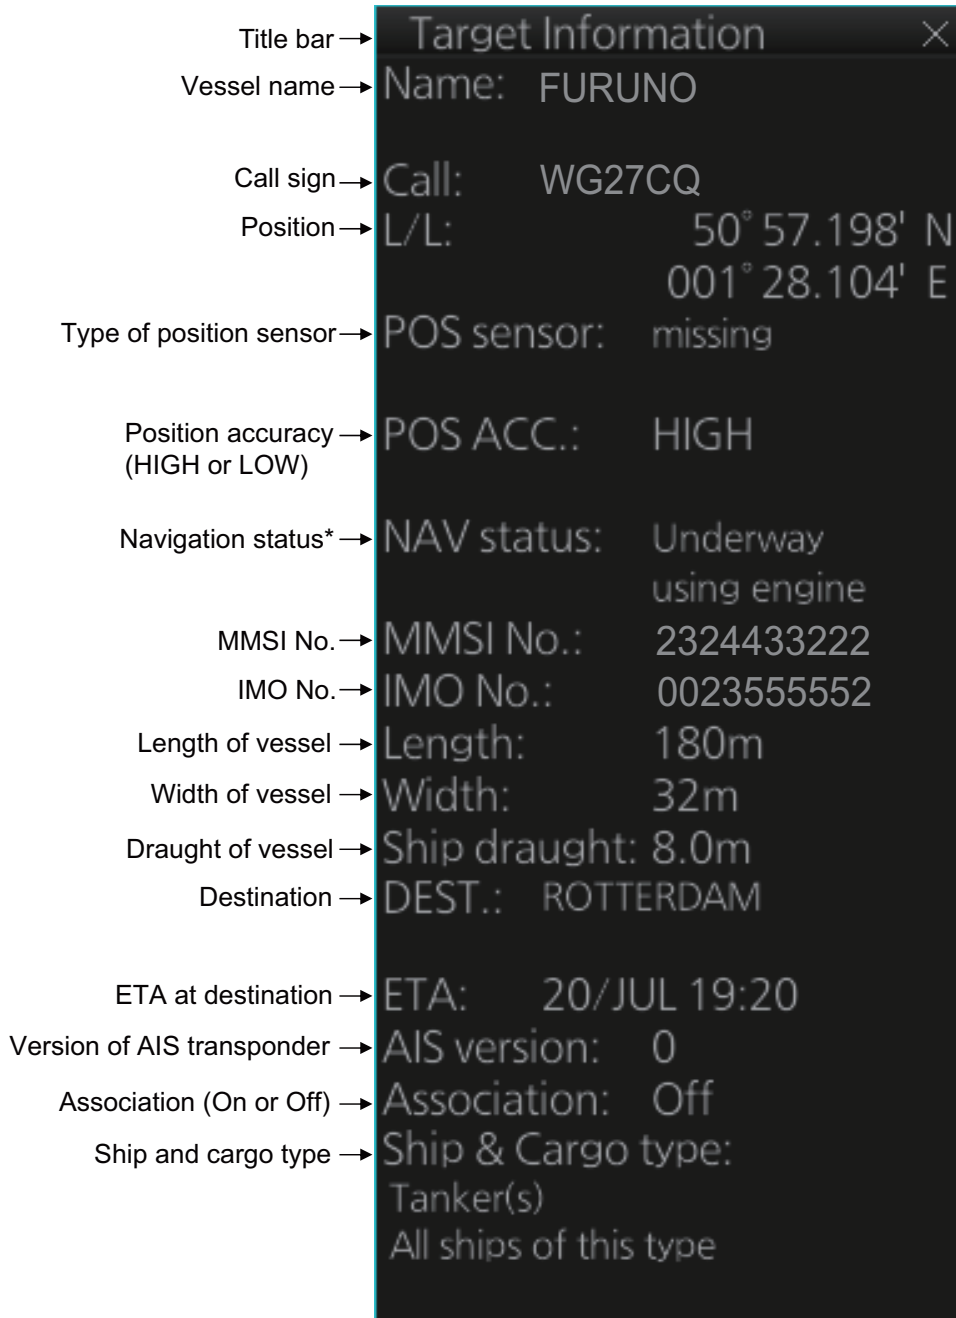 Title bar Target Information
Vessel name Name: FURUNO
Call sign Call: WG27CQ
Position L/L: 50° 57.198' N
001° 28.104' E
Type of position sensor POS sensor: missing
Position accuracy POS ACC.: HIGH
(HIGH or LOW)
Navigation status* NAV status: Underway
using engine
MMSI No. MMSI No.: 2324433222
IMO No. IMO No.: 0023555552
Length of vessel Length: 180m
Width of vessel Width: 32m
Draught of vessel Ship draught: 8.0m
Destination DEST.: ROTTERDAM
ETA at destination ETA: 20/JUL 19:20
Version of AIS transponder AIS version: 0
Association (On or Off) Association: Off
Ship and cargo type Ship & Cargo type:
Tanker(s)
All ships of this type